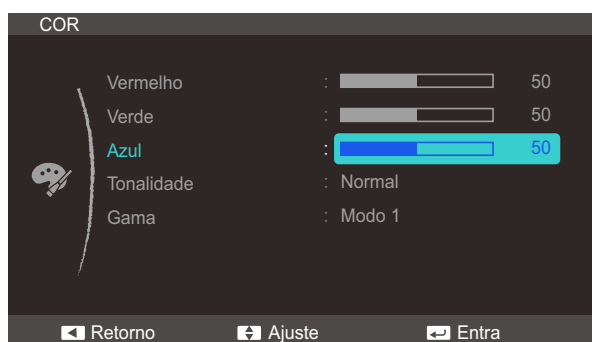 COR
Vermelho : 50
Verde : 50
Azul : 50
Tonalidade : Normal
Gama : Modo 1
Retorno Ajuste Entra